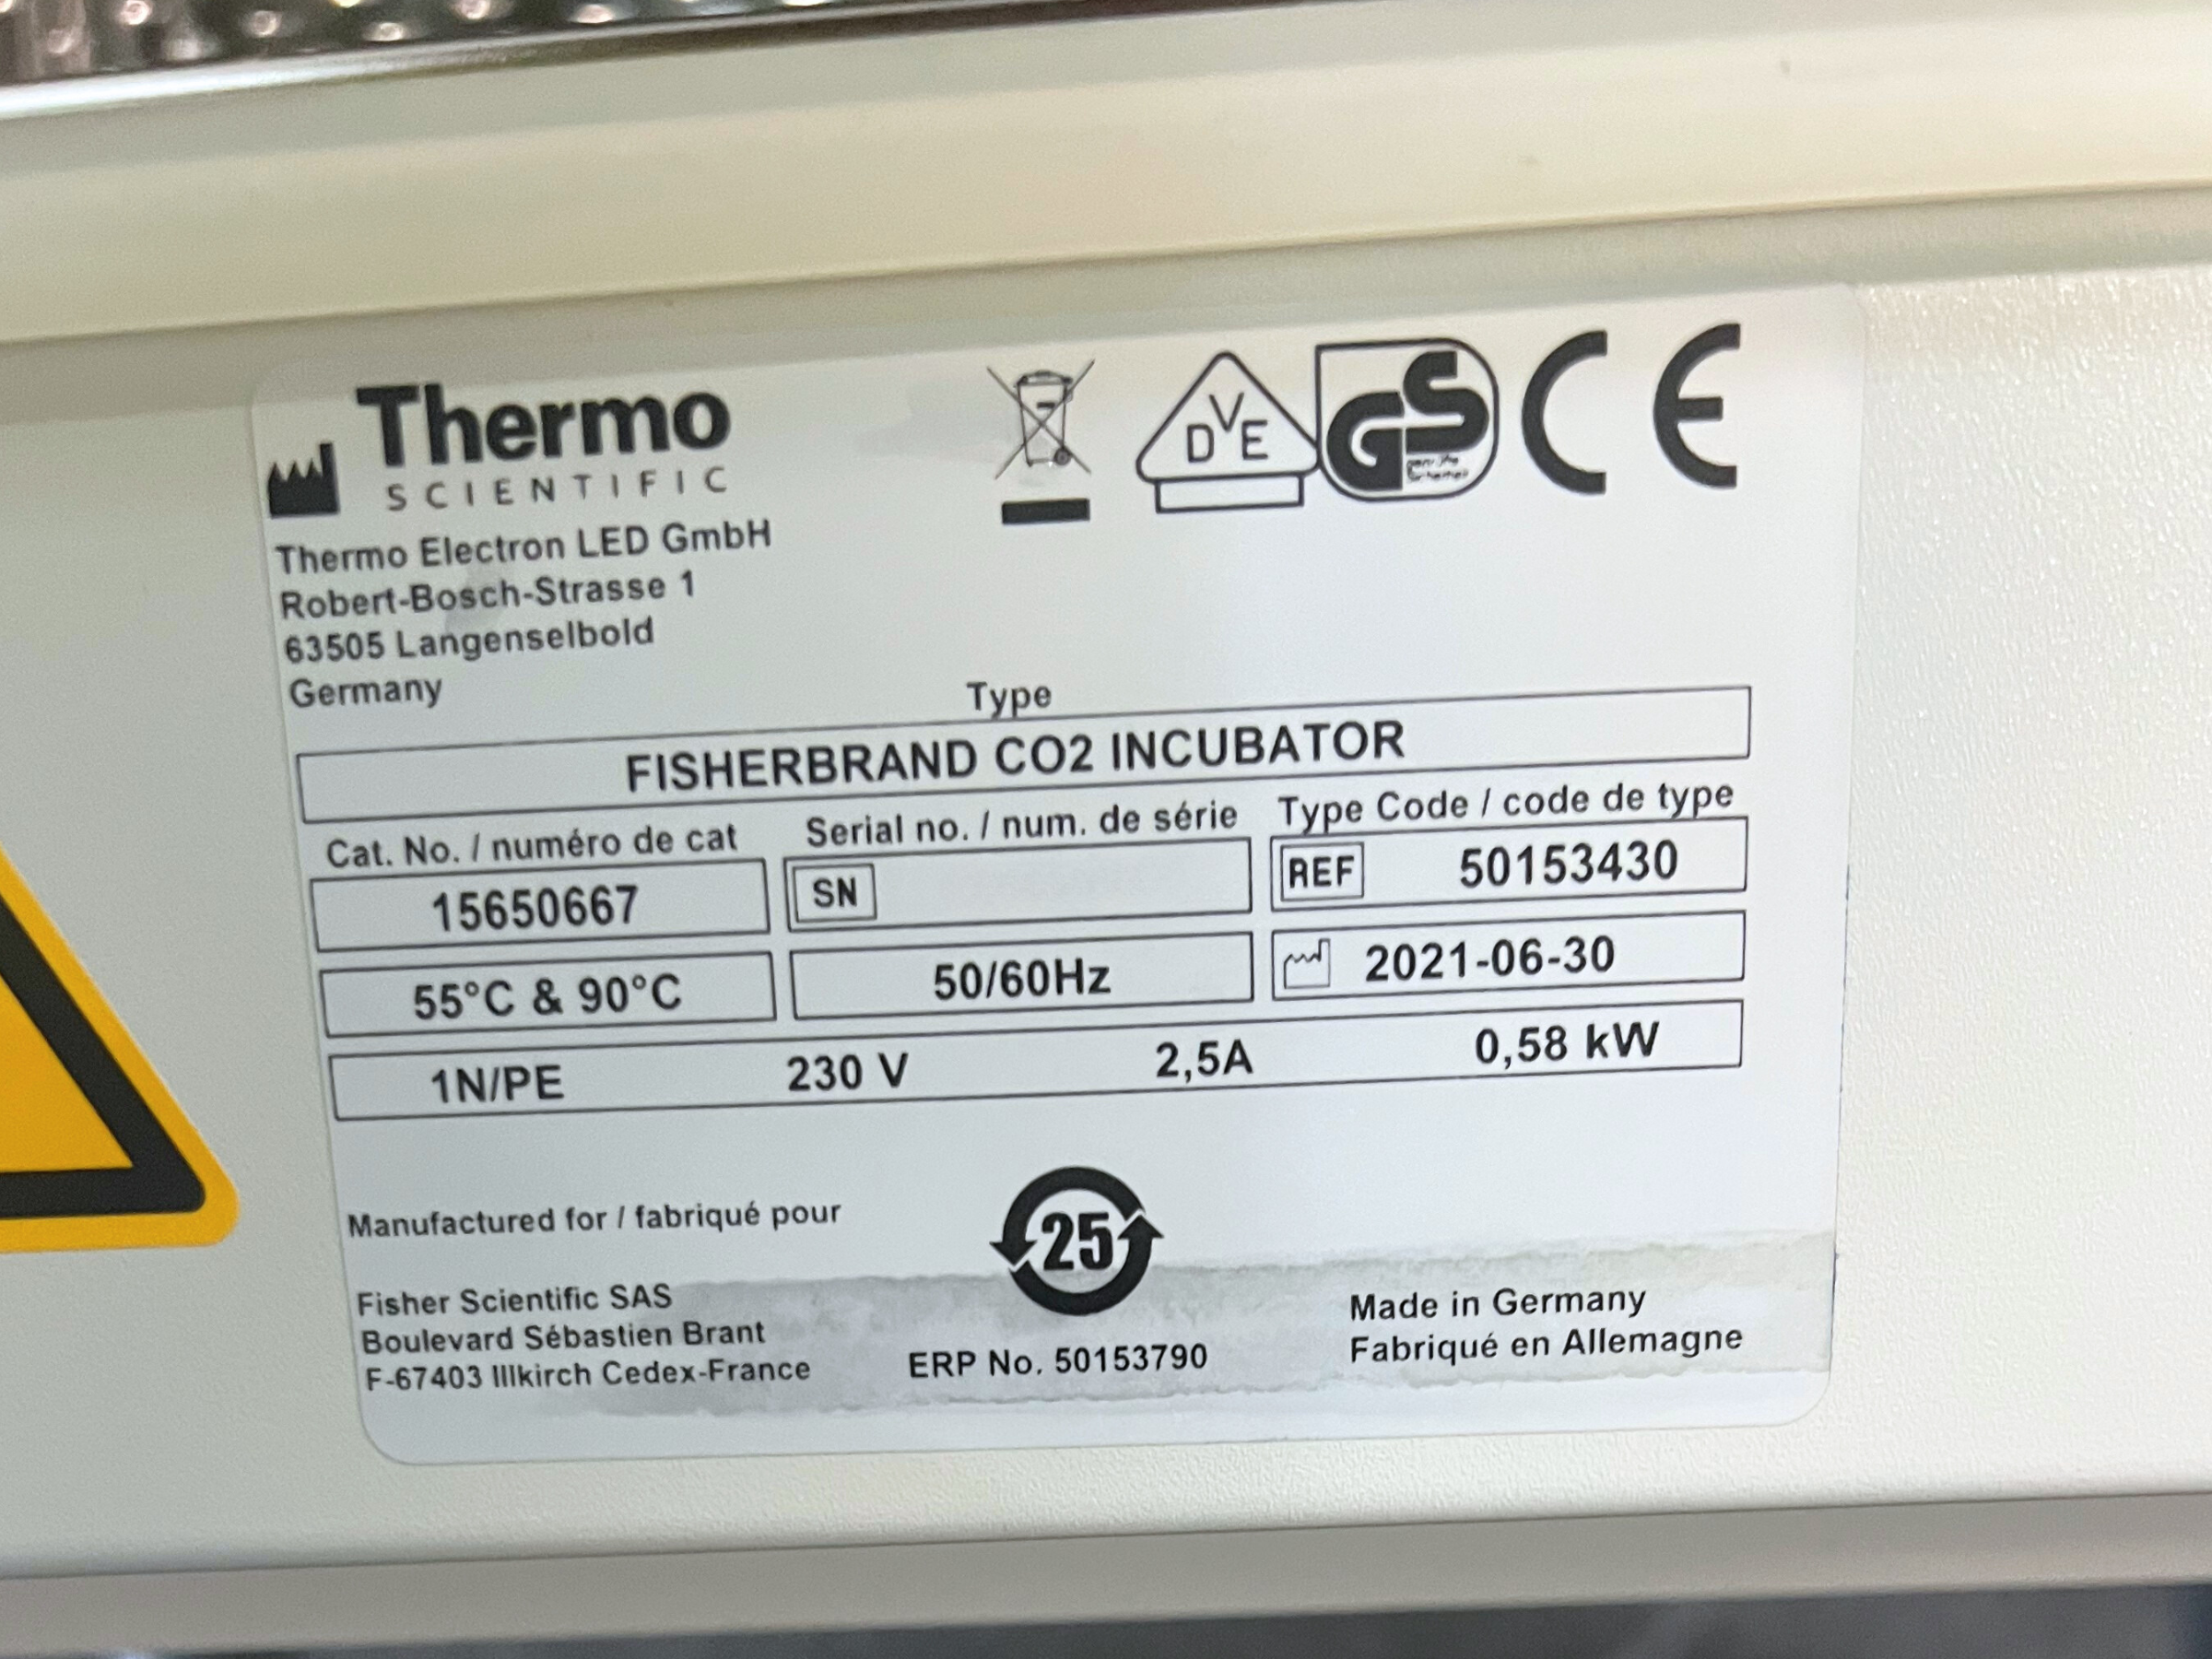 Thermo
SCIENTIFIC
Thermo Electron LED GmbH
Robert-Bosch-Strasse 1
63505 Langenselbold
Germany
DVE
GS
CE
Type
FISHERBRAND CO2 INCUBATOR
Cat. No. / numéro de cat
Serial no. / num. de série
Type Code / code de type
15650667
SN
REF 50153430
55°C & 90°C
50/60Hz
2021-06-30
1N/PE 230 V 2,5A 0,58 kW
Manufactured for / fabriqué pour
25
Fisher Scientific SAS
Boulevard Sébastien Brant
F-67403 Illkirch Cedex-France
ERP No. 50153790
Made in Germany
Fabriqué en Allemagne